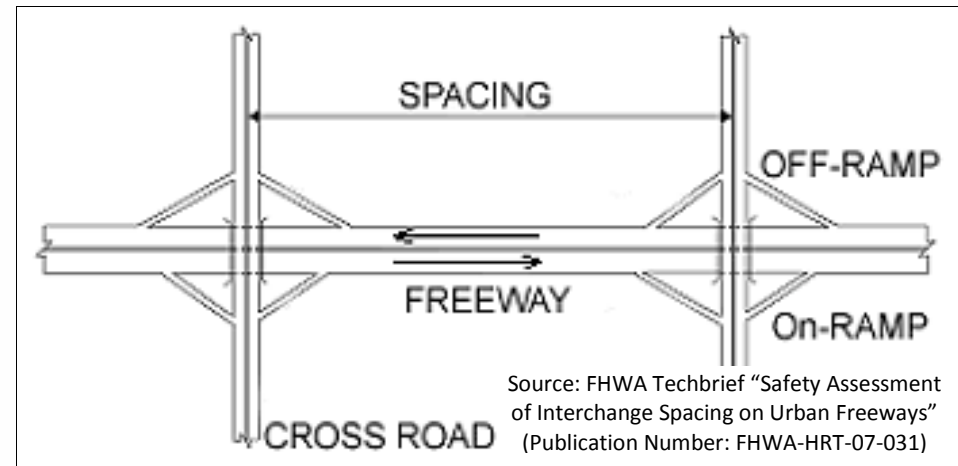 SPACING
OFF-RAMP
FREEWAY
On-RAMP
CROSS ROAD
Source: FHWA Techbrief “Safety Assessment
of Interchange Spacing on Urban Freeways”
(Publication Number: FHWA-HRT-07-031)